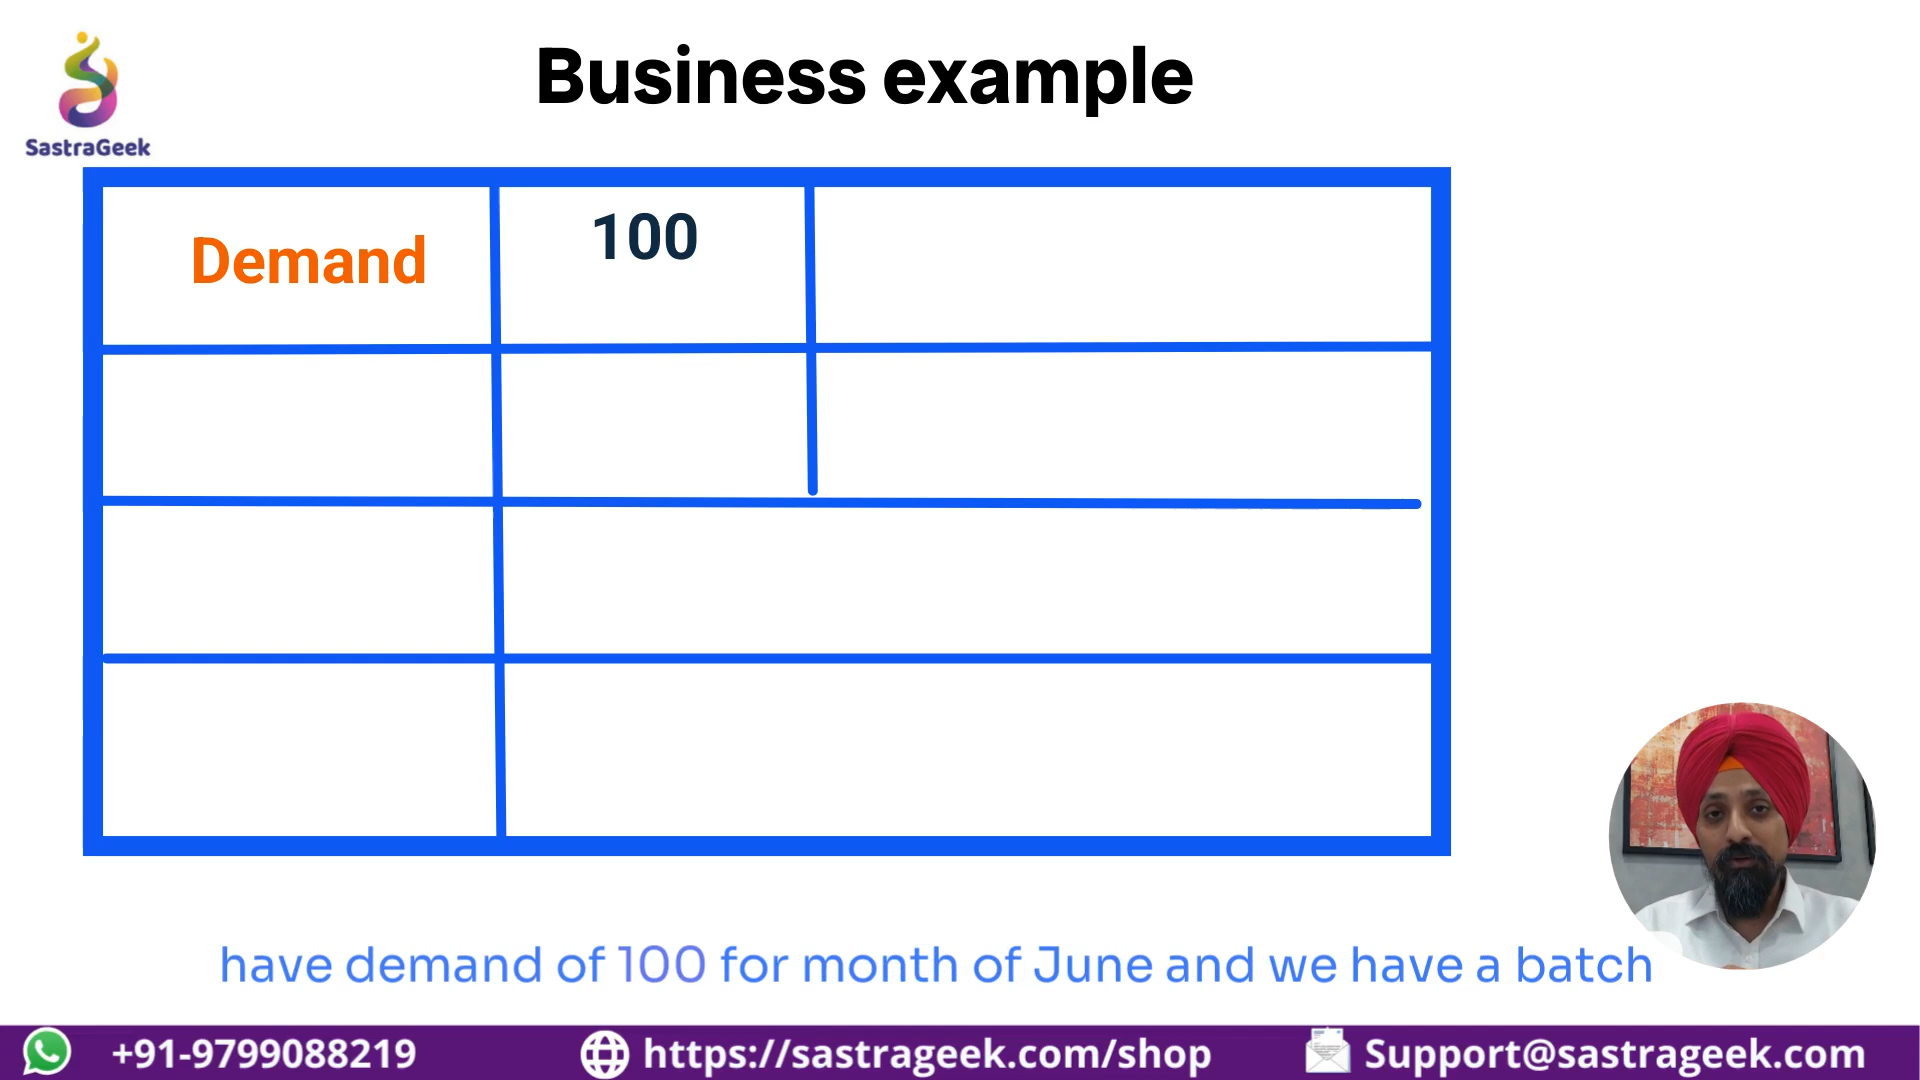 SastraGeek
Business example
Demand
100
have demand of 100 for month of June and we have a batch
+91-9799088219
https://sastrageek.com/shop
Support@sastrageek.com